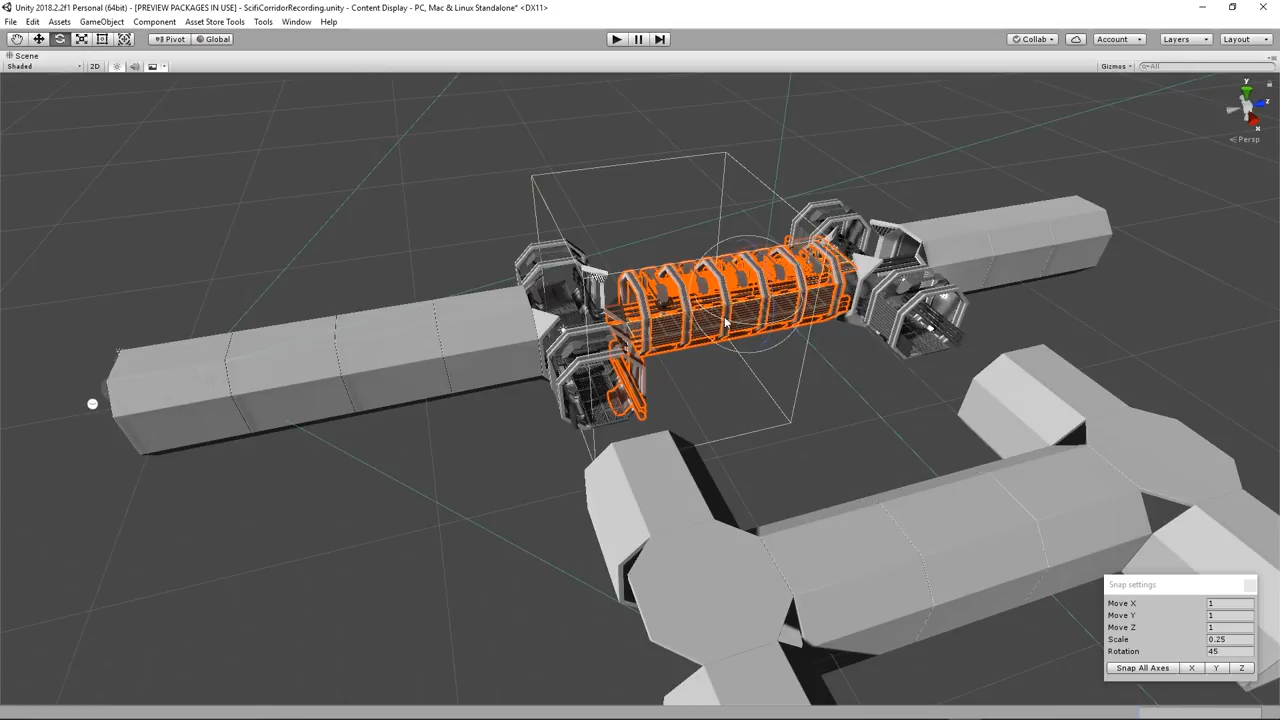 Unity 2018.2.2f1 Personal (64bit) - [PREVIEW PACKAGES IN USE] - ScifiCorridorRecording.unity - Content Display - PC, Mac & Linux Standalone* <DX11>
File Edit Assets GameObject Component Asset Store Tools Tools Window Help
Pivot Global Collab Account Layers Layout
Scene
Shaded 2D Gizmos All
y
z
x
Persp
Snap settings
Move X 1
Move Y 1
Move Z 1
Scale 0.25
Rotation 45
Snap All Axes X Y Z